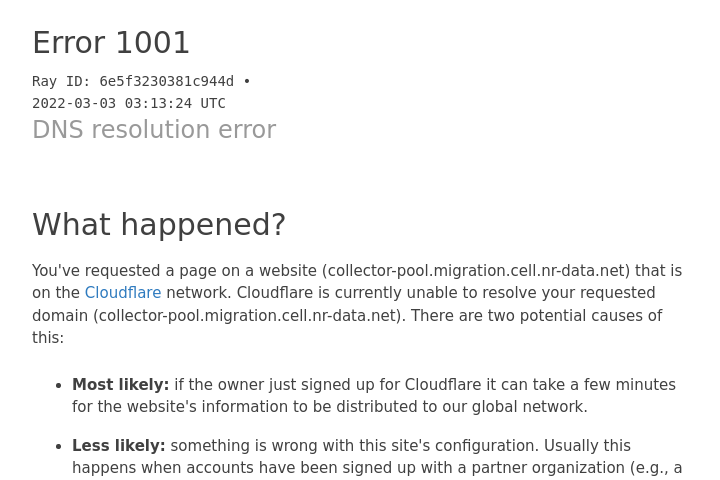 Error 1001
Ray ID: 6e5f3230381c944d •
2022-03-03 03:13:24 UTC
DNS resolution error
What happened?
You've requested a page on a website (collector-pool.migration.cell.nr-data.net) that is
on the Cloudflare network. Cloudflare is currently unable to resolve your requested
domain (collector-pool.migration.cell.nr-data.net). There are two potential causes of
this:
• Most likely: if the owner just signed up for Cloudflare it can take a few minutes
for the website's information to be distributed to our global network.
• Less likely: something is wrong with this site's configuration. Usually this
happens when accounts have been signed up with a partner organization (e.g., a